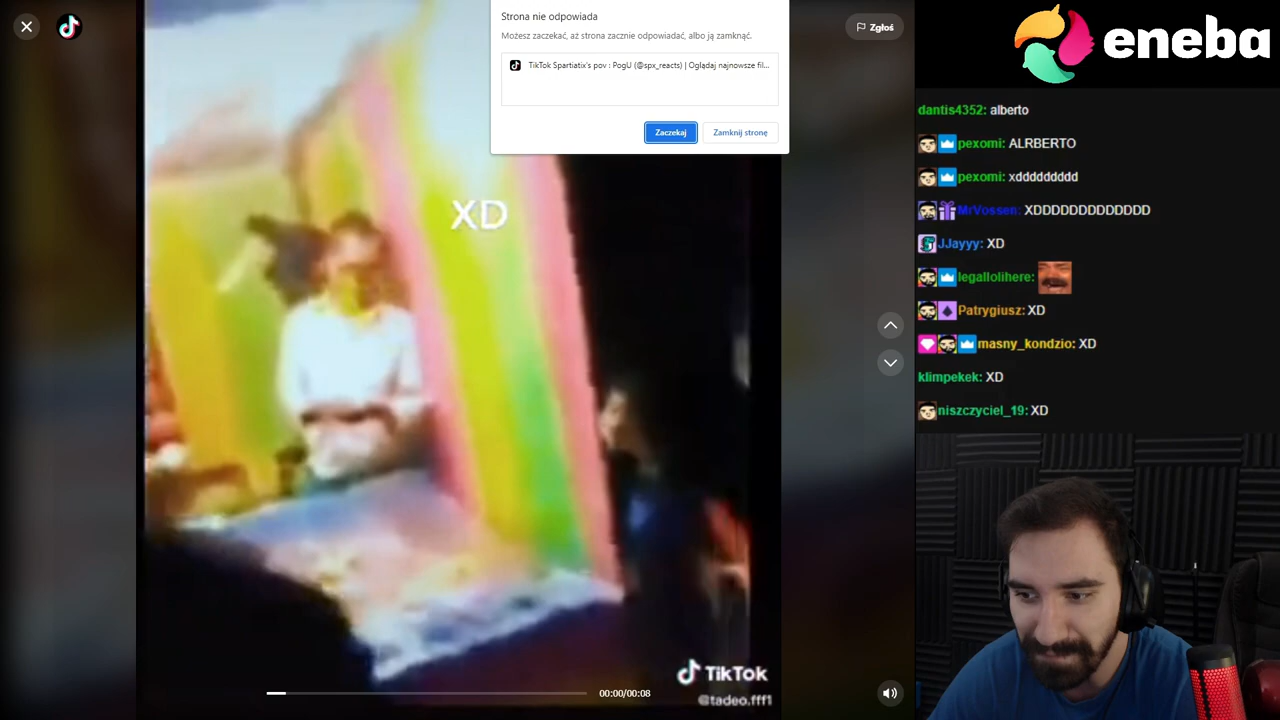 Strona nie odpowiada
Możesz zaczekać, aż strona zacznie odpowiadać, albo ją zamknąć.
TikTok Spartiatix's pov : PogU (@spx_reacts) | Oglądaj najnowsze fil...
Zaczekaj
Zamknij stronę
Zgłoś
XD
00:00/00:08
TikTok
@tadeo.fff1
eneba
dantis4352: alberto
pexomi: ALRBERTO
pexomi: xddddddddd
MrVossen: XDDDDDDDDDDDDD
JJayyy: XD
legallolihere:
Patrygiusz: XD
masny_kondzio: XD
klimpekek: XD
niszczyciel_19: XD